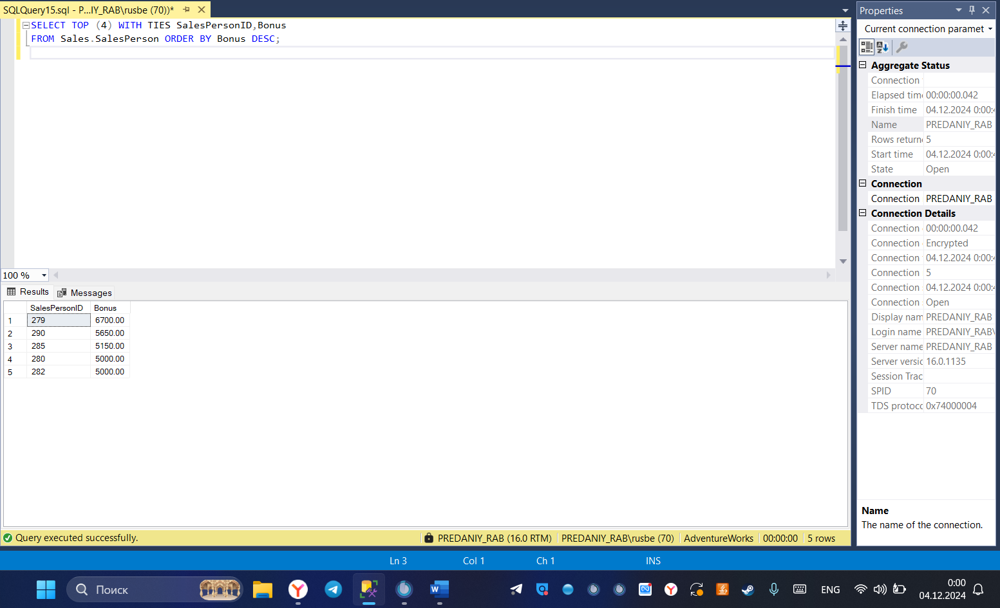 SQLQuery15.sql - P...IY_RAB\rusbe (70))*
SELECT TOP (4) WITH TIES SalesPersonID,Bonus
FROM Sales.SalesPerson ORDER BY Bonus DESC;
100 %
Results Messages
SalesPersonID Bonus
1 279 6700.00
2 290 5650.00
3 285 5150.00
4 280 5000.00
5 282 5000.00
Query executed successfully. PREDANIY_RAB (16.0 RTM) PREDANIY_RAB\rusbe (70) AdventureWorks 00:00:00 5 rows
Properties
Current connection paramet
Aggregate Status
Connection
Elapsed time 00:00:00.042
Finish time 04.12.2024 0:00:4
Name PREDANIY_RAB
Rows return 5
Start time 04.12.2024 0:00:4
State Open
Connection
Connection PREDANIY_RAB
Connection Details
Connection 00:00:00.042
Connection Encrypted
Connection 04.12.2024 0:00:4
Connection 5
Connection 04.12.2024 0:00:4
Connection Open
Display nam PREDANIY_RAB
Login name PREDANIY_RAB\
Server name PREDANIY_RAB
Server versio 16.0.1135
Session Trac
SPID 70
TDS protoco 0x74000004
Name
The name of the connection.
Ln 3 Col 1 Ch 1 INS
Поиск
ENG
0:00
04.12.2024